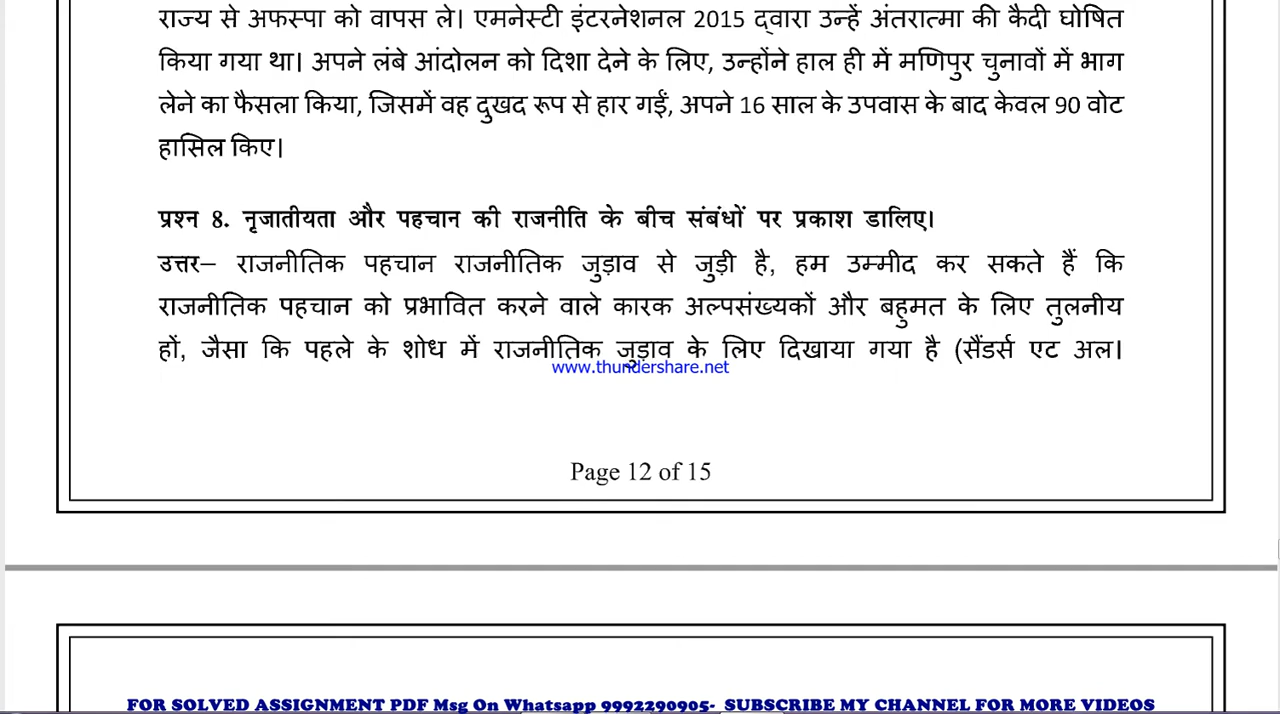 राज्य से अफस्पा को वापस ले। एमनेस्टी इंटरनेशनल 2015 द्वारा उन्हें अंतरात्मा की कैदी घोषित
किया गया था। अपने लंबे आंदोलन को दिशा देने के लिए, उन्होंने हाल ही में मणिपुर चुनावों में भाग
लेने का फैसला किया, जिसमें वह दुखद रूप से हार गईं, अपने 16 साल के उपवास के बाद केवल 90 वोट
हासिल किए।
प्रश्न 8. नृजातीयता और पहचान की राजनीति के बीच संबंधों पर प्रकाश डालिए।
उत्तर– राजनीतिक पहचान राजनीतिक जुड़ाव से जुड़ी है, हम उम्मीद कर सकते हैं कि
राजनीतिक पहचान को प्रभावित करने वाले कारक अल्पसंख्यकों और बहुमत के लिए तुलनीय
हों, जैसा कि पहले के शोध में राजनीतिक जुड़ाव के लिए दिखाया गया है (सैंडर्स एट अल।
www.thundershare.net
Page 12 of 15
FOR SOLVED ASSIGNMENT PDF Msg On Whatsapp 9992290905- SUBSCRIBE MY CHANNEL FOR MORE VIDEOS